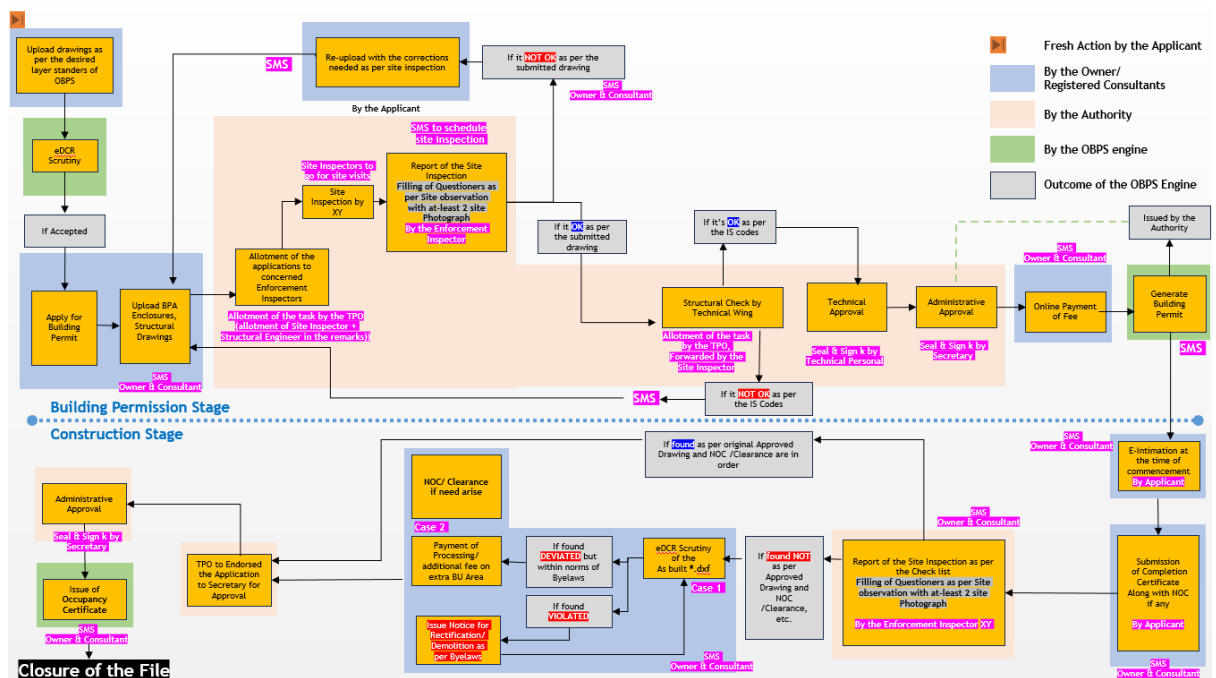 Upload drawings as
per the desired
layer standers of
OBPS
eDCR
Scrutiny
If Accepted
Apply for
Building
Permit
Upload BPA
Enclosures,
Structural
Drawings
SMS
Owner & Consultant
SMS
Re-upload with the corrections
needed as per site inspection
By the Applicant
If it NOT OK as per the
submitted drawing
SMS
Owner & Consultant
SMS to schedule
site inspection
Site Inspectors to
go for site visits
Site
Inspection by
XY
Report of the Site
Inspection
Filling of Questioners as
per Site observation
with at-least 2 site
Photograph
By the Enforcement
Inspector
Allotment of the
applications to
concerned
Enforcement
Inspectors
Allotment of the task by the TPO
(allotment of Site Inspector +
Structural Engineer in the remarks))
If it OK as per
the submitted
drawing
If it's OK as per
the IS codes
Structural Check by
Technical Wing
Allotment of the task
by the TPO,
Forwarded by the
Site Inspector
If it NOT OK as per
the IS Codes
SMS
Technical
Approval
Seal & Sign k by
Technical Personal
Administrative
Approval
Seal & Sign k by
Secretary
SMS
Owner & Consultant
Online Payment
of Fee
Issued by the
Authority
Generate
Building
Permit
SMS
Fresh Action by the Applicant
By the Owner/
Registered Consultants
By the Authority
By the OBPS engine
Outcome of the OBPS Engine
Building Permission Stage
Construction Stage
SMS
Owner & Consultant
E-Intimation at
the time of
commencement
By Applicant
SMS
Owner & Consultant
Submission
of Completion
Certificate
Along with NOC
if any
By Applicant
SMS
Owner & Consultant
Report of the Site Inspection as per
the Check list
Filling of Questioners as per Site
observation with at-least 2 site
Photograph
By the Enforcement Inspector XY
If found as per original Approved
Drawing and NOC /Clearance are in
order
If found NOT
as per
Approved
Drawing and
NOC
/Clearance,
etc.
eDCR Scrutiny
of the
As built *.dxf
Case 1
If found
DEVIATED but
within norms of
Byelaws
If found
VIOLATED
NOC/ Clearance
if need arise
Case 2
Payment of
Processing/
additional fee on
extra BU Area
Issue Notice for
Rectification/
Demolition as
per Byelaws
SMS
Owner & Consultant
TPO to Endorsed the
Application to
Secretary for
Approval
Administrative
Approval
Seal & Sign k by
Secretary
Issue of
Occupancy
Certificate
SMS
Owner & Consultant
Closure of the File